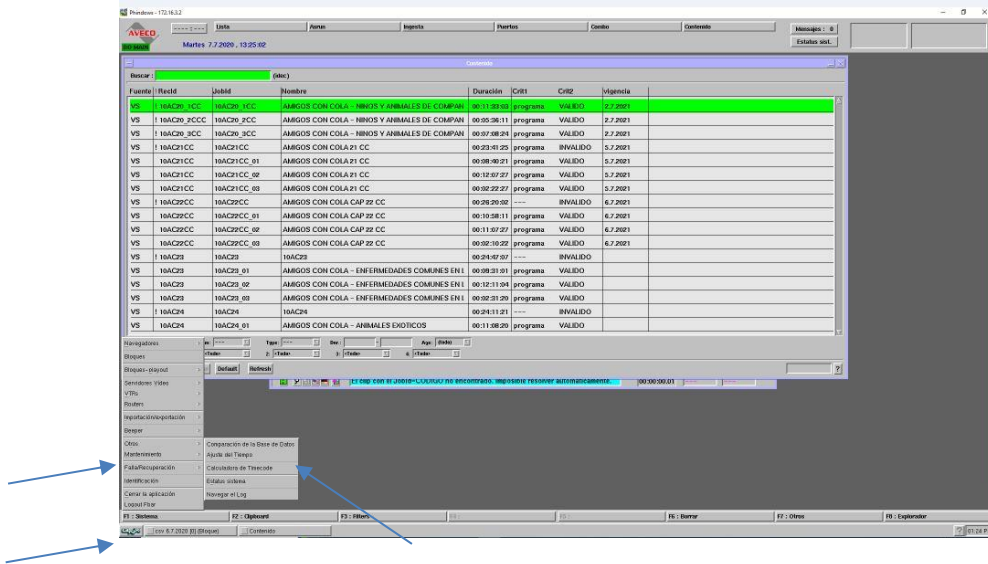 Phindows - 172.16.3.2
AVECO.
---- : --- Lista Asrun Ingesta Puertos Combo Contenido Mensajes : 0
Martes 7.7.2020 , 13:25:02 Estatus sist.
Contenido
Buscar : (idec)
Fuente !RecId JobId Nombre Duración Crit1 Crit2 vigencia
VS ! 10AC20_1CC 10AC20_1CC AMIGOS CON COLA - NINOS Y ANIMALES DE COMPAN 00:11:33:03 programa VALIDO 2.7.2021
VS ! 10AC20_2CCC 10AC20_2CC AMIGOS CON COLA - NINOS Y ANIMALES DE COMPAN 00:05:36:11 programa VALIDO 2.7.2021
VS ! 10AC20_3CC 10AC20_3CC AMIGOS CON COLA - NINOS Y ANIMALES DE COMPAN 00:07:08:24 programa VALIDO 2.7.2021
VS ! 10AC21CC 10AC21CC AMIGOS CON COLA 21 CC 00:23:41:25 programa INVALIDO 5.7.2021
VS 10AC21CC 10AC21CC_01 AMIGOS CON COLA 21 CC 00:08:40:21 programa VALIDO 5.7.2021
VS 10AC21CC 10AC21CC_02 AMIGOS CON COLA 21 CC 00:12:07:27 programa VALIDO 5.7.2021
VS 10AC21CC 10AC21CC_03 AMIGOS CON COLA 21 CC 00:02:22:27 programa VALIDO 5.7.2021
VS ! 10AC22CC 10AC22CC AMIGOS CON COLA CAP 22 CC 00:26:20:02 --- INVALIDO 6.7.2021
VS 10AC22CC 10AC22CC_01 AMIGOS CON COLA CAP 22 CC 00:10:58:11 programa VALIDO 6.7.2021
VS 10AC22CC 10AC22CC_02 AMIGOS CON COLA CAP 22 CC 00:11:07:27 programa VALIDO 6.7.2021
VS 10AC22CC 10AC22CC_03 AMIGOS CON COLA CAP 22 CC 00:02:10:22 programa VALIDO 6.7.2021
VS ! 10AC23 10AC23 10AC23 00:24:47:07 --- INVALIDO
VS 10AC23 10AC23_01 AMIGOS CON COLA - ENFERMEDADES COMUNES EN L 00:09:31:01 programa VALIDO
VS 10AC23 10AC23_02 AMIGOS CON COLA - ENFERMEDADES COMUNES EN L 00:12:11:04 programa VALIDO
VS 10AC23 10AC23_03 AMIGOS CON COLA - ENFERMEDADES COMUNES EN L 00:02:31:20 programa VALIDO
VS ! 10AC24 10AC24 10AC24 00:24:11:21 --- INVALIDO
VS 10AC24 10AC24_01 AMIGOS CON COLA - ANIMALES EXOTICOS 00:11:08:20 programa VALIDO
Navegadores
Type: --- Dur.: - Age:
Bloques 2: <Todo> 3: <Todo> 4: <Todo>
Bloques-playout Default Refresh ?
El clip con el JobId=CODIGO no encontrado. Imposible resolver automaticamente. 00:00:00.01
Servidores Video
VTRs
Routers
Importación/exportación
Beeper
Otros
Mantenimiento
Falla/Recuperación
Identificación
Cerrar la aplicación
Logout Fbar
Comparación de la Base de Datos
Ajuste del Tiempo
Calculadora de Timecode
Estatus sistema
Navegar el Log
F1 : Sistema F2 : Clipboard F3 : Filters F4 : F5 : F6 : Borrar F7 : Otros F8 : Explorador
csv 6.7.2020 [0] (Bloque) Contenido ? 01:24 P